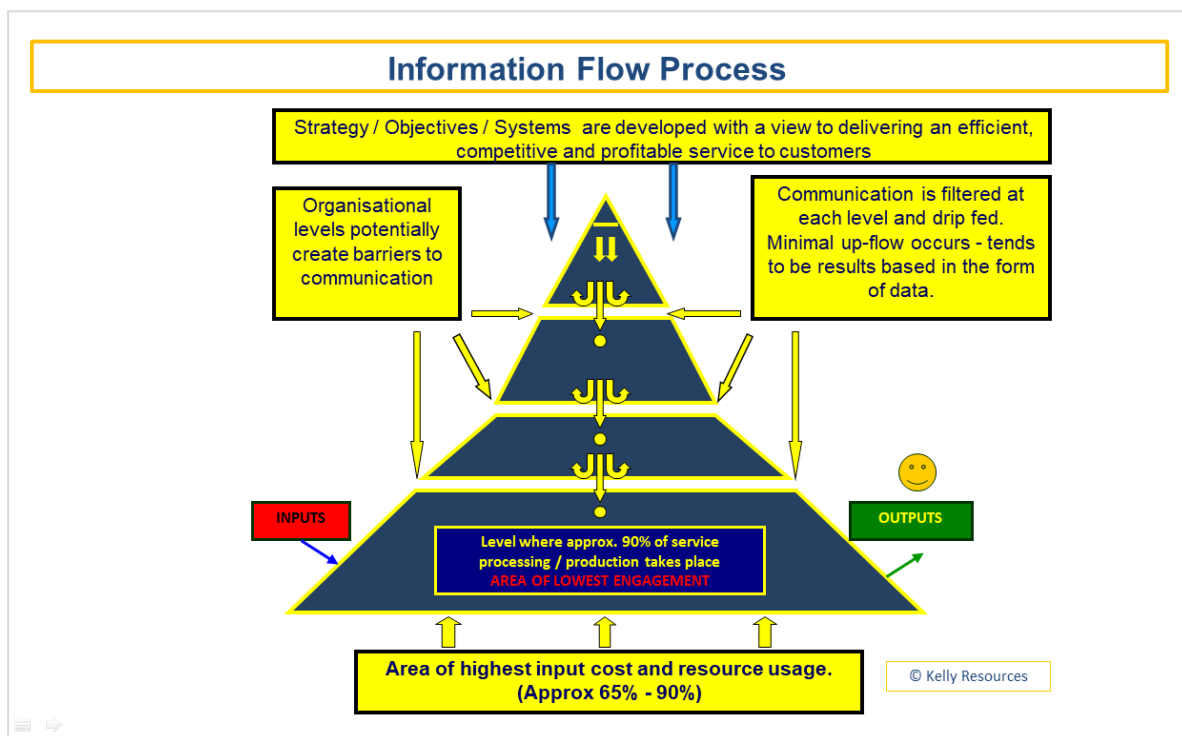 Information Flow Process
Strategy / Objectives / Systems are developed with a view to delivering an efficient,
competitive and profitable service to customers
Organisational
levels potentially
create barriers to
communication
Communication is filtered at
each level and drip fed.
Minimal up-flow occurs - tends
to be results based in the form
of data.
INPUTS
OUTPUTS
Level where approx. 90% of service
processing / production takes place
AREA OF LOWEST ENGAGEMENT
Area of highest input cost and resource usage.
(Approx 65% - 90%)
© Kelly Resources